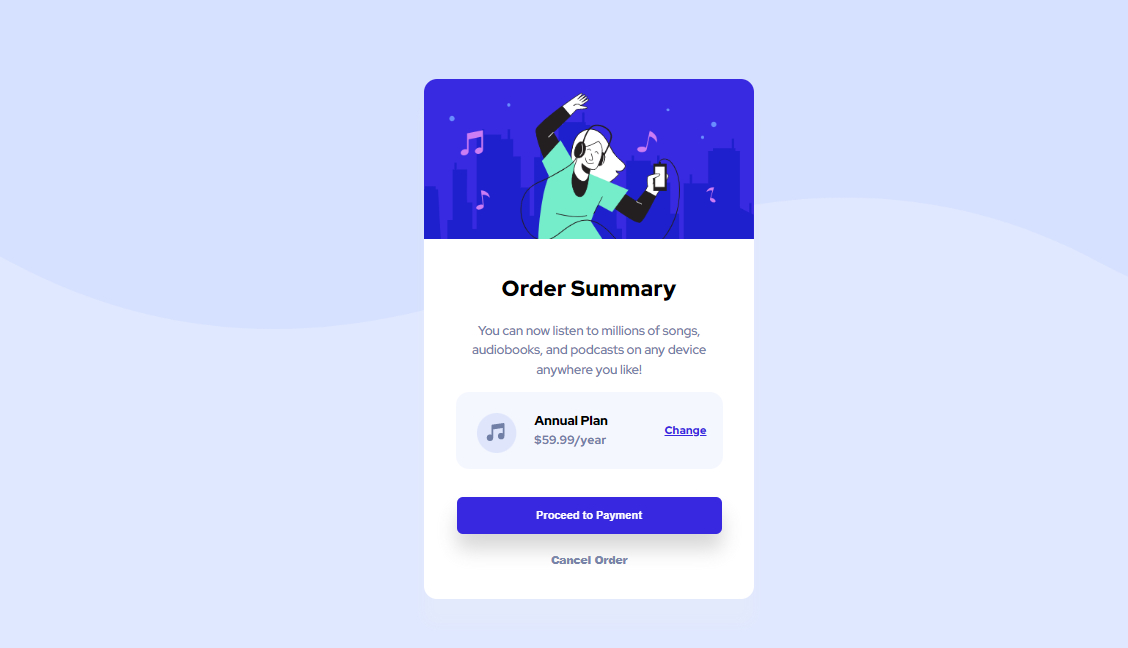 Order Summary
You can now listen to millions of songs,
audiobooks, and podcasts on any device
anywhere you like!
Annual Plan
$59.99/year
Change
Proceed to Payment
Cancel Order